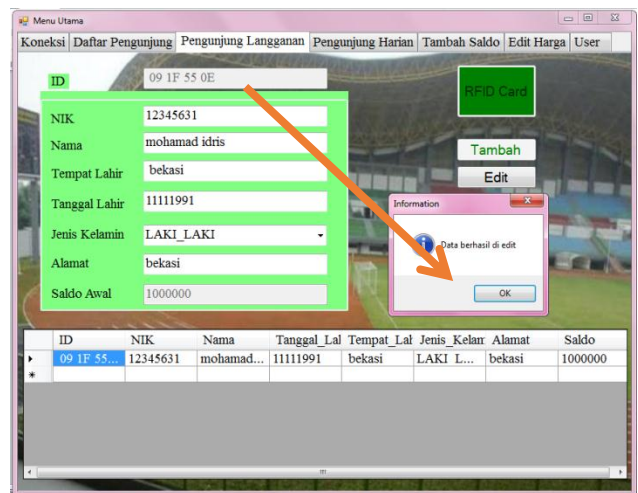 Menu Utama
Koneksi Daftar Pengunjung Pengunjung Langganan Pengunjung Harian Tambah Saldo Edit Harga User
ID 09 1F 55 0E
RFID Card
NIK 12345631
Nama mohamad idris
Tambah
Tempat Lahir bekasi
Edit
Tanggal Lahir 11111991
Information
Jenis Kelamin LAKI_LAKI
Data berhasil di edit
Alamat bekasi
Saldo Awal 1000000
OK
ID NIK Nama Tanggal_Lal Tempat_Lal Jenis_Kelan Alamat Saldo
09 1F 55... 12345631 mohamad... 11111991 bekasi LAKI_L... bekasi 1000000